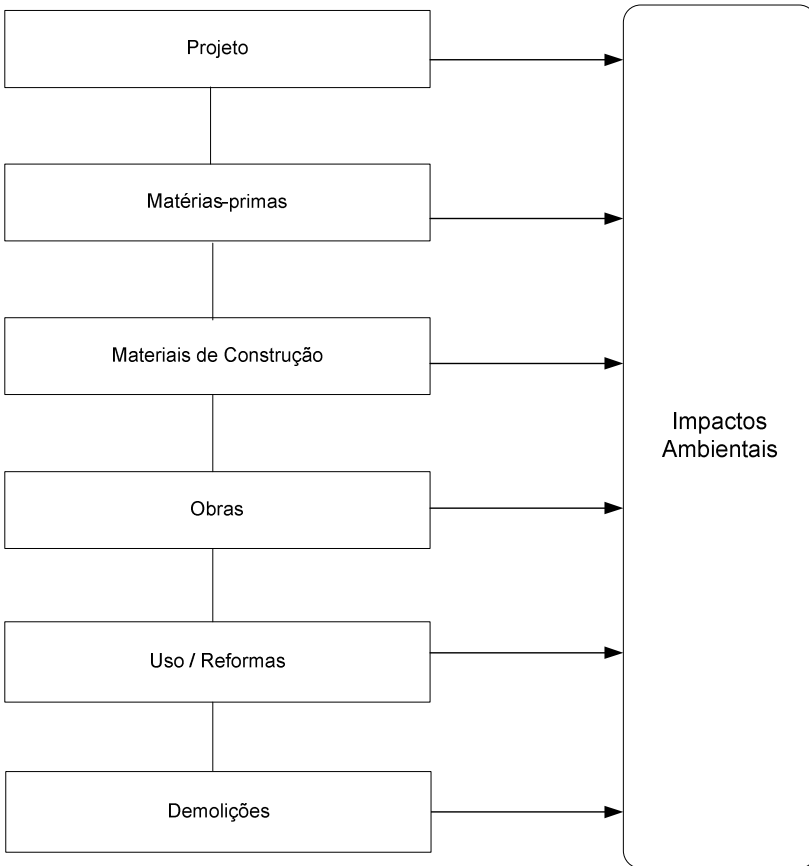 Projeto
Matérias-primas
Materiais de Construção
Obras
Uso / Reformas
Demolições
Impactos
Ambientais